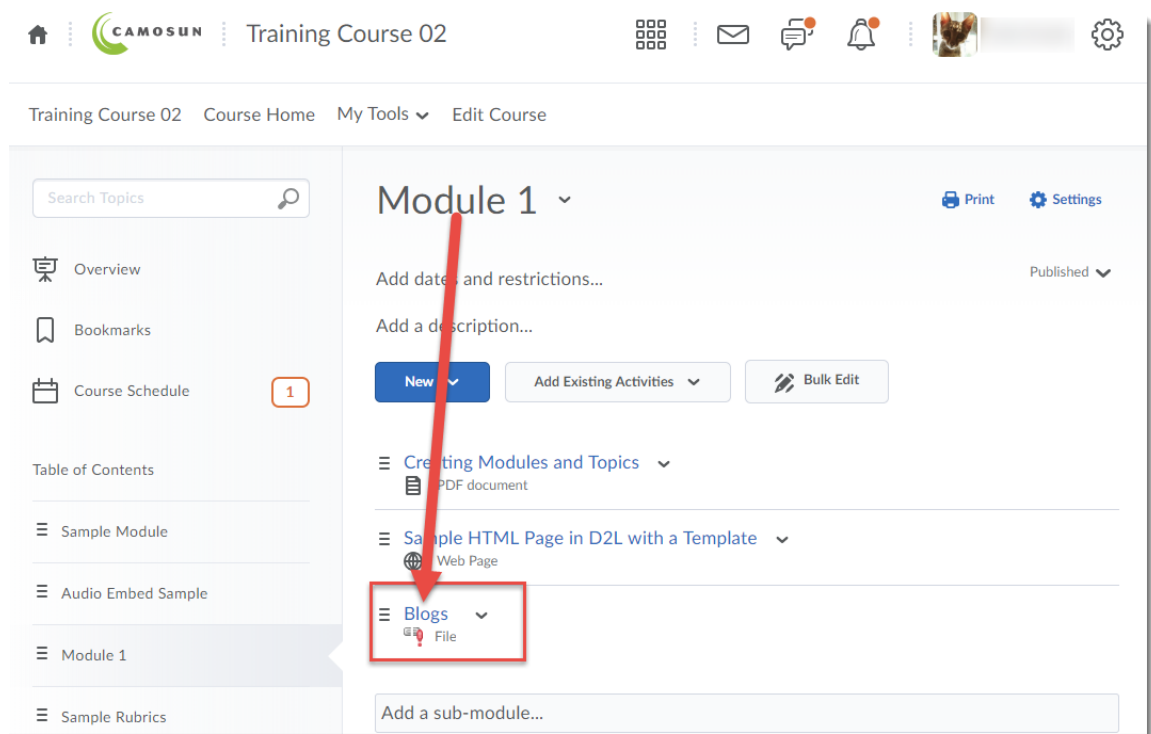 CAMOSUN
Training Course 02
Training Course 02 Course Home My Tools Edit Course
Search Topics
Overview
Bookmarks
Course Schedule 1
Table of Contents
Sample Module
Audio Embed Sample
Module 1
Sample Rubrics
Module 1
Print Settings
Add dates and restrictions...
Published
Add a description...
New Add Existing Activities Bulk Edit
Creating Modules and Topics
PDF document
Sample HTML Page in D2L with a Template
Web Page
Blogs
File
Add a sub-module...